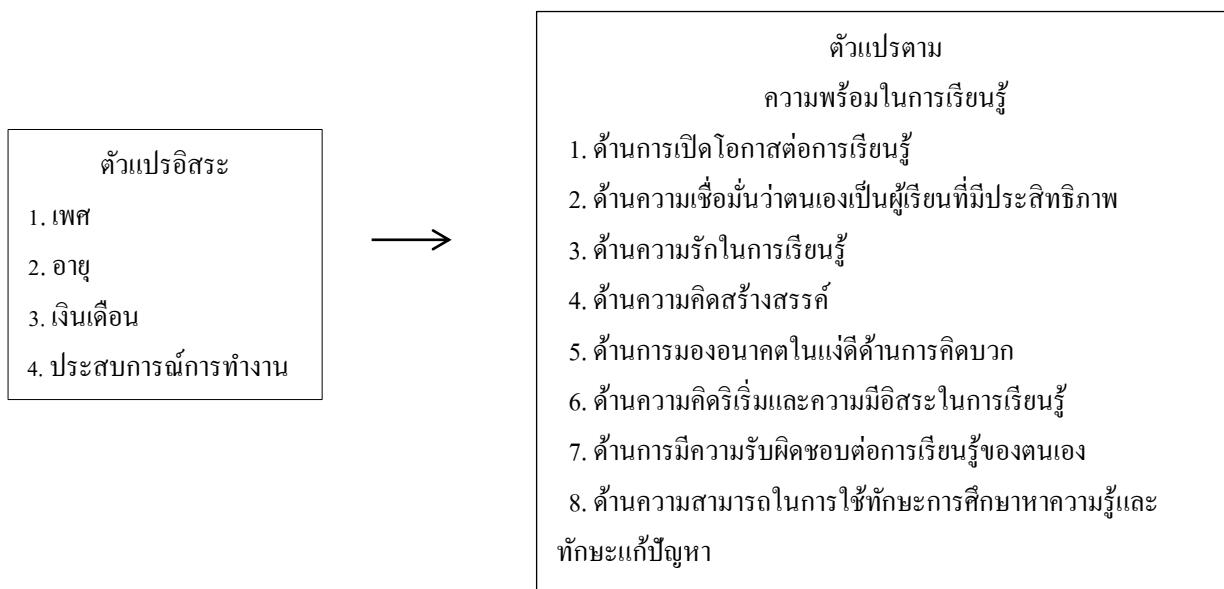 ตัวแปรอิสระ
1. เพศ
2. อายุ
3. เงินเดือน
4. ประสบการณ์การทำงาน
ตัวแปรตาม
ความพร้อมในการเรียนรู้
1. ด้านการเปิดโอกาสต่อการเรียนรู้
2. ด้านความเชื่อมั่นว่าตนเองเป็นผู้เรียนที่มีประสิทธิภาพ
3. ด้านความรักในการเรียนรู้
4. ด้านความคิดสร้างสรรค์
5. ด้านการมองอนาคตในแง่ดีด้านการคิดบวก
6. ด้านความคิดริเริ่มและความมีอิสระในการเรียนรู้
7. ด้านการมีความรับผิดชอบต่อการเรียนรู้ของตนเอง
8. ด้านความสามารถในการใช้ทักษะการศึกษาหาความรู้และ
ทักษะแก้ปัญหา